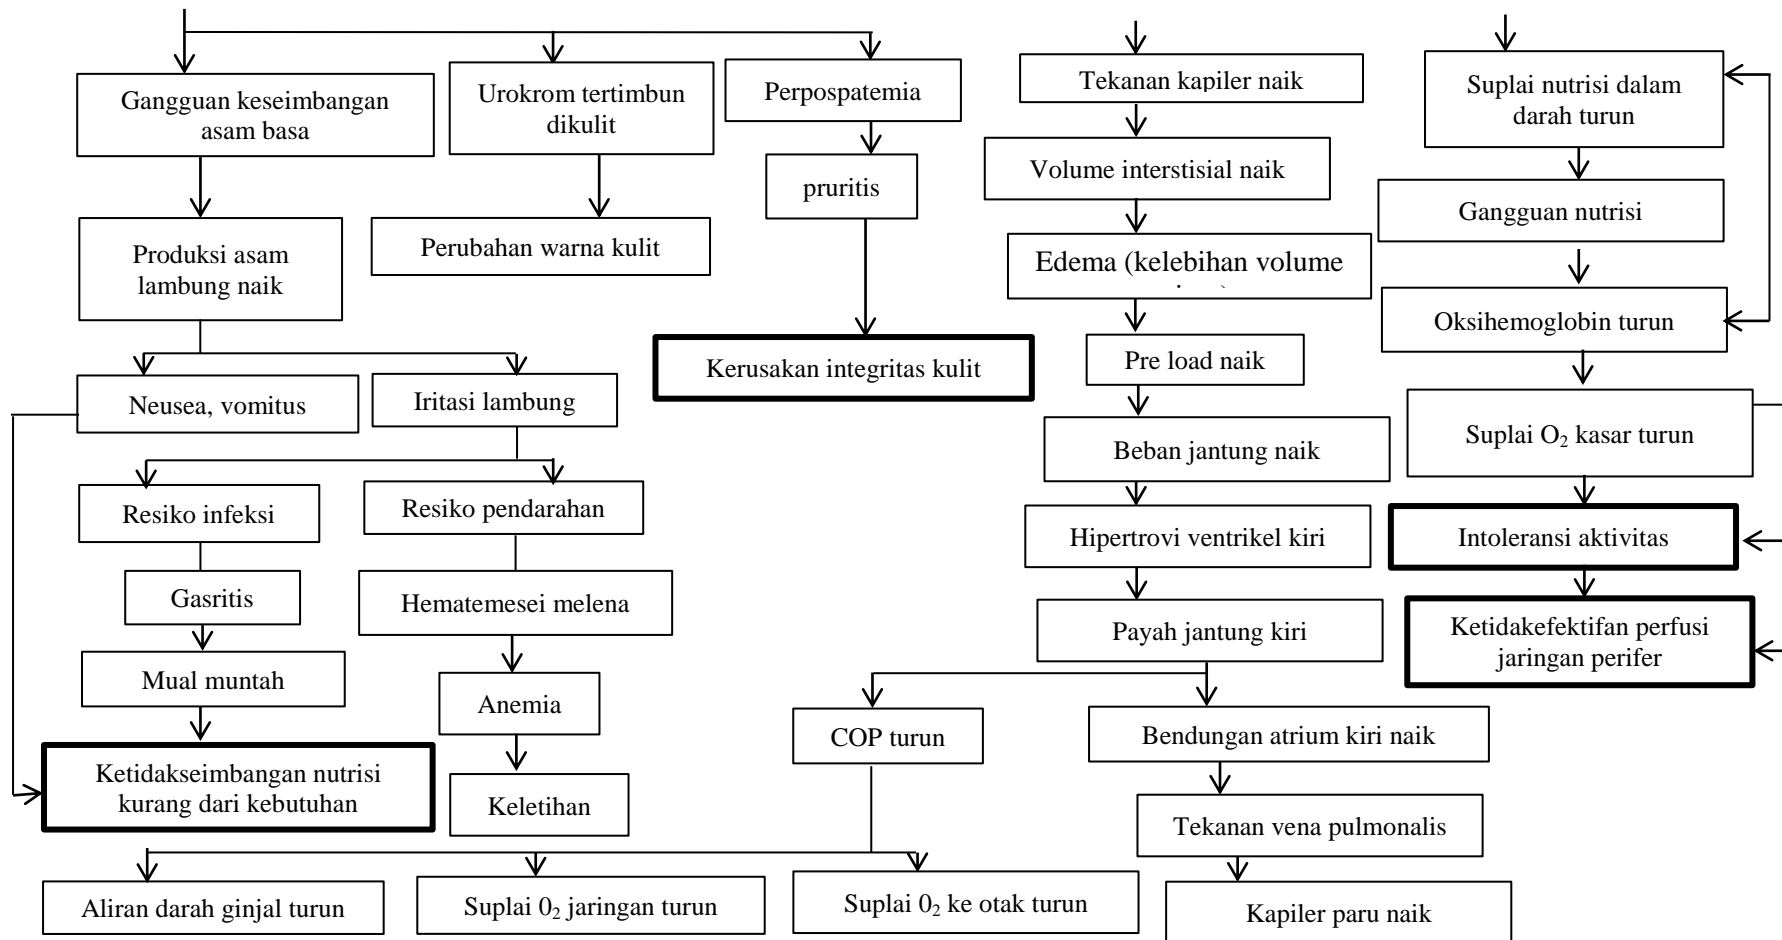 Gangguan keseimbangan
asam basa
Urokrom tertimbun
dikulit
Perpospatemia
Tekanan kapiler naik
Suplai nutrisi dalam
darah turun
pruritis
Volume interstisial naik
Gangguan nutrisi
Produksi asam
lambung naik
Perubahan warna kulit
Edema (kelebihan volume
Oksihemoglobin turun
Kerusakan integritas kulit
Pre load naik
Neusea, vomitus
Iritasi lambung
Beban jantung naik
Suplai O₂ kasar turun
Resiko infeksi
Resiko pendarahan
Hipertrovi ventrikel kiri
Intoleransi aktivitas
Gasritis
Hematemesei melena
Payah jantung kiri
Ketidakefektifan perfusi
jaringan perifer
Mual muntah
Anemia
COP turun
Bendungan atrium kiri naik
Ketidakseimbangan nutrisi
kurang dari kebutuhan
Keletihan
Tekanan vena pulmonalis
Aliran darah ginjal turun
Suplai 0₂ jaringan turun
Suplai 0₂ ke otak turun
Kapiler paru naik